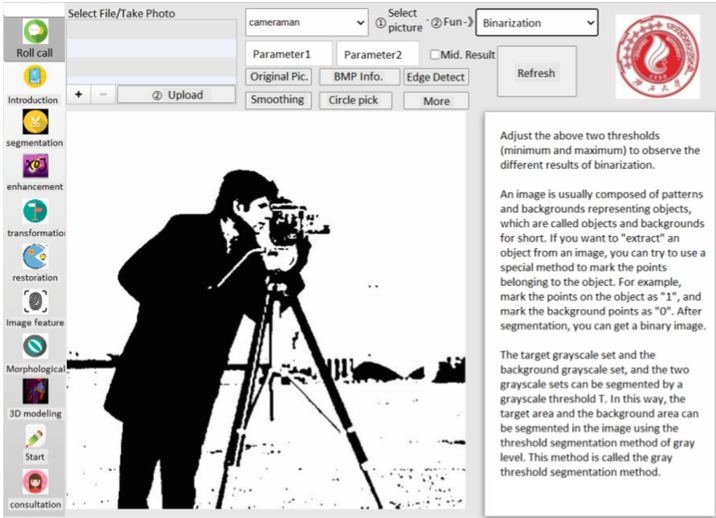 Select File/Take Photo
cameraman
① Select picture
② Fun-》
Binarization
Roll call
Parameter1
Parameter2
Mid. Result
Refresh
Original Pic.
BMP Info.
Edge Detect
+
−
② Upload
Smoothing
Circle pick
More
Introduction
segmentation
enhancement
transformatio
restoration
Image feature
Morphological
3D modeling
Start
consultation
Adjust the above two thresholds
(minimum and maximum) to observe the
different results of binarization.
An image is usually composed of patterns
and backgrounds representing objects,
which are called objects and backgrounds
for short. If you want to "extract" an
object from an image, you can try to use a
special method to mark the points
belonging to the object. For example,
mark the points on the object as "1", and
mark the background points as "0". After
segmentation, you can get a binary image.
The target grayscale set and the
background grayscale set, and the two
grayscale sets can be segmented by a
grayscale threshold T. In this way, the
target area and the background area can
be segmented in the image using the
threshold segmentation method of gray
level. This method is called the gray
threshold segmentation method.